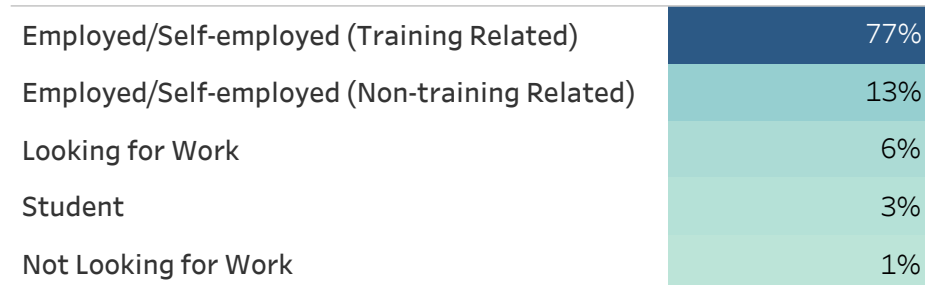 Employed/Self-employed (Training Related) 77%
Employed/Self-employed (Non-training Related) 13%
Looking for Work 6%
Student 3%
Not Looking for Work 1%